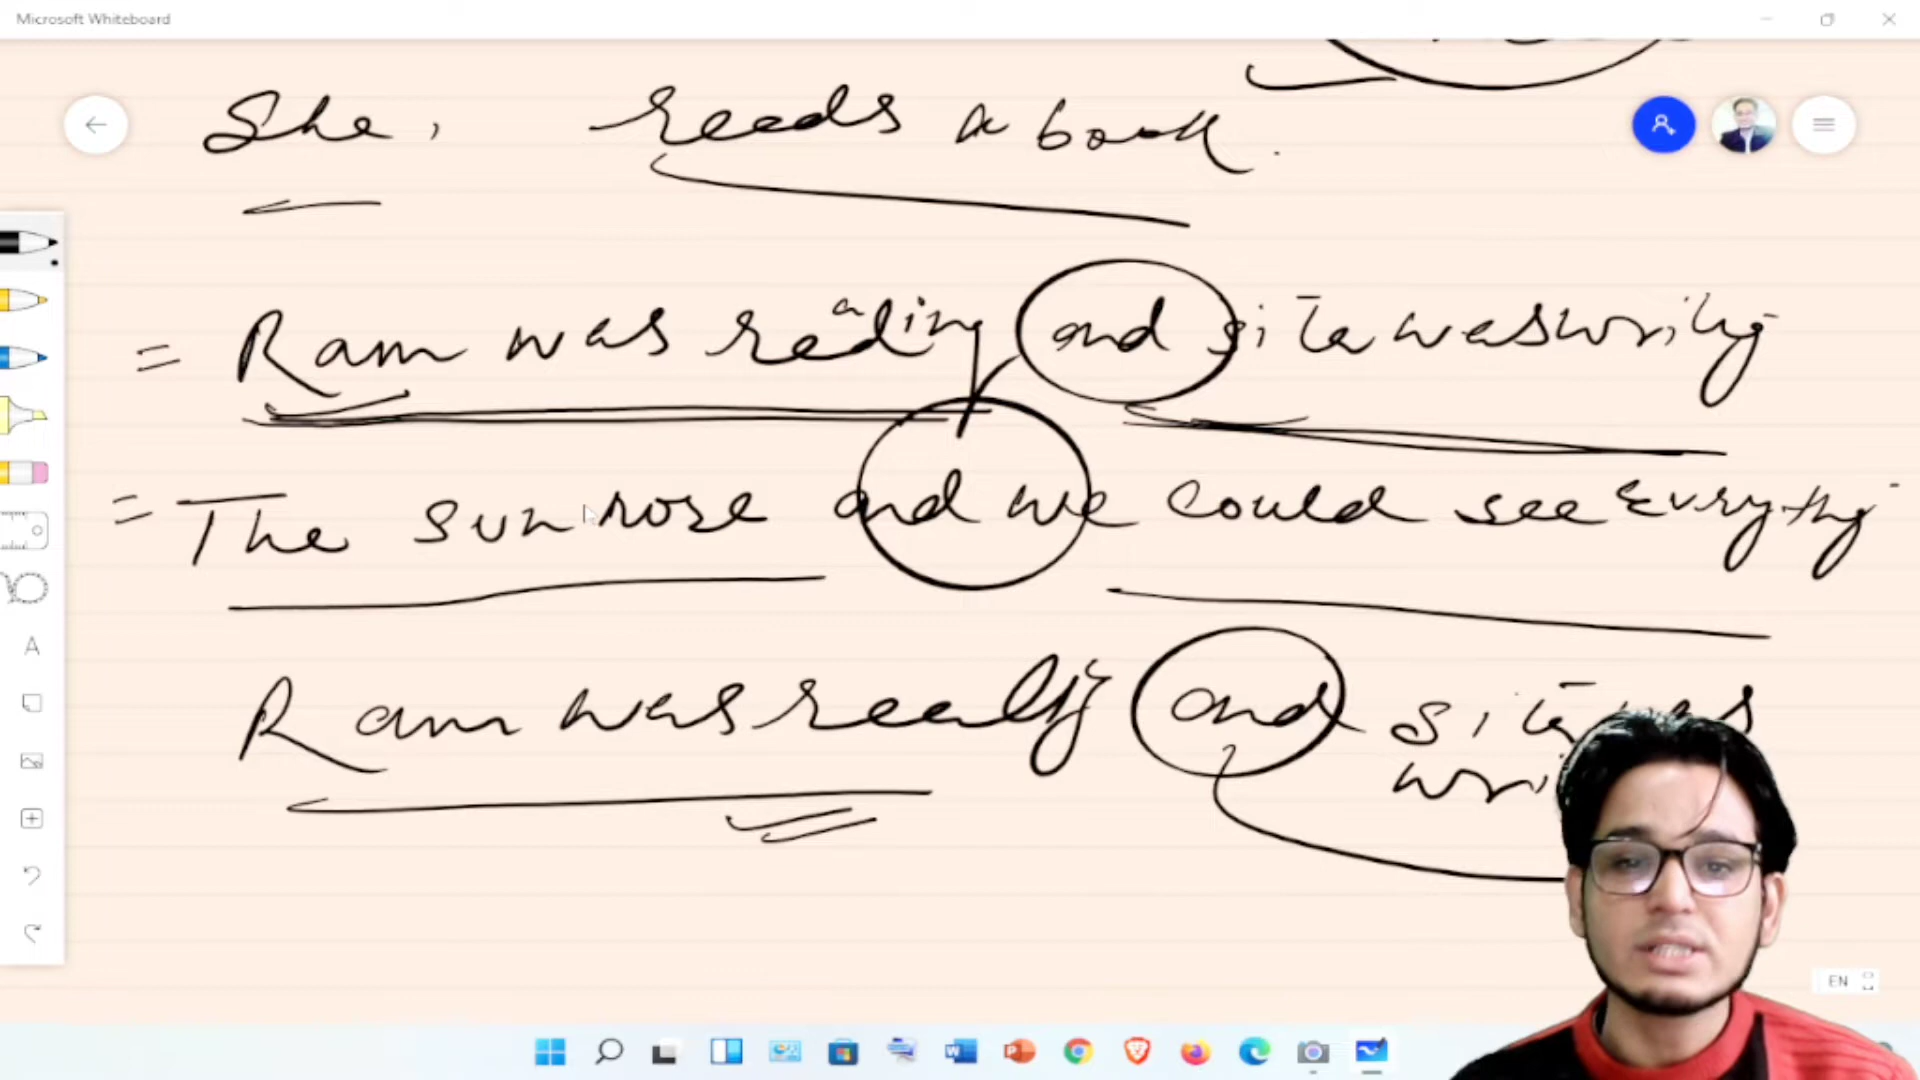 Microsoft Whiteboard
She, reads a book.
= Ram was reading and sita was writing
= The sun rose and we could see Everything
Ram was reading and sita was
EN